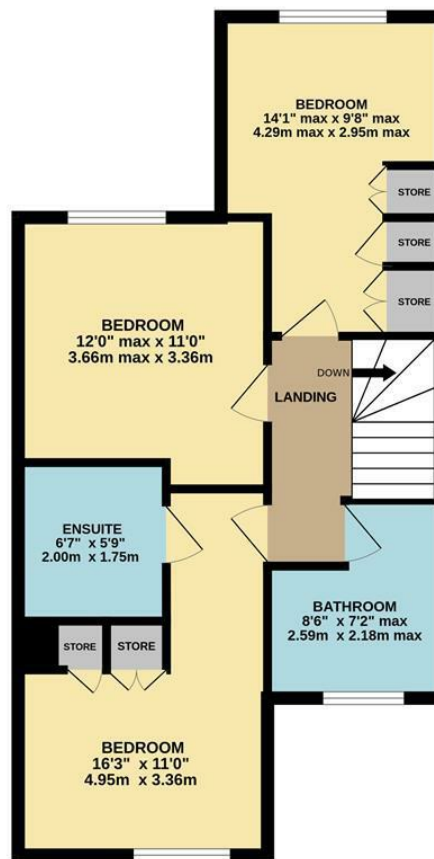 BEDROOM
14'1" max x 9'8" max
4.29m max x 2.95m max
STORE
STORE
STORE
BEDROOM
12'0" max x 11'0"
3.66m max x 3.36m
DOWN
LANDING
ENSUITE
6'7" x 5'9"
2.00m x 1.75m
BATHROOM
8'6" x 7'2" max
2.59m x 2.18m max
STORE
STORE
BEDROOM
16'3" x 11'0"
4.95m x 3.36m